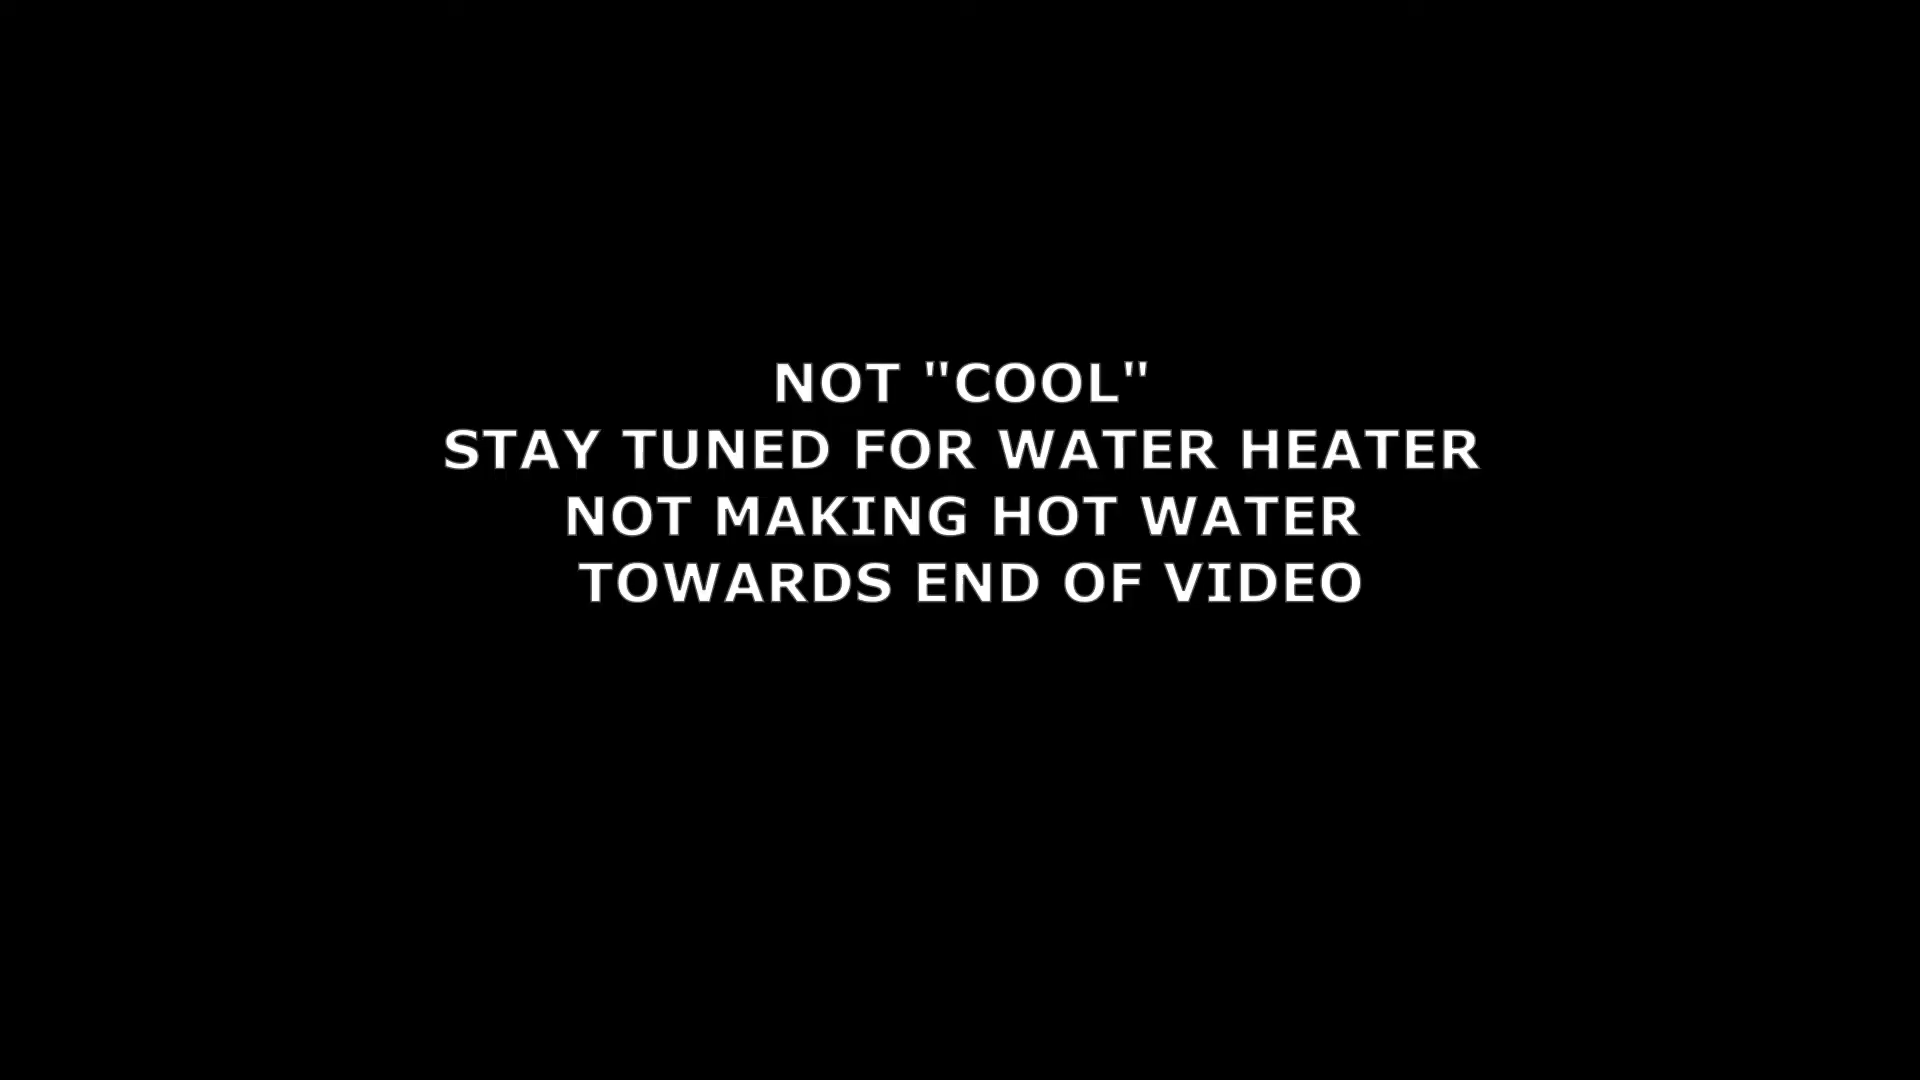 NOT "COOL"
STAY TUNED FOR WATER HEATER
NOT MAKING HOT WATER
TOWARDS END OF VIDEO